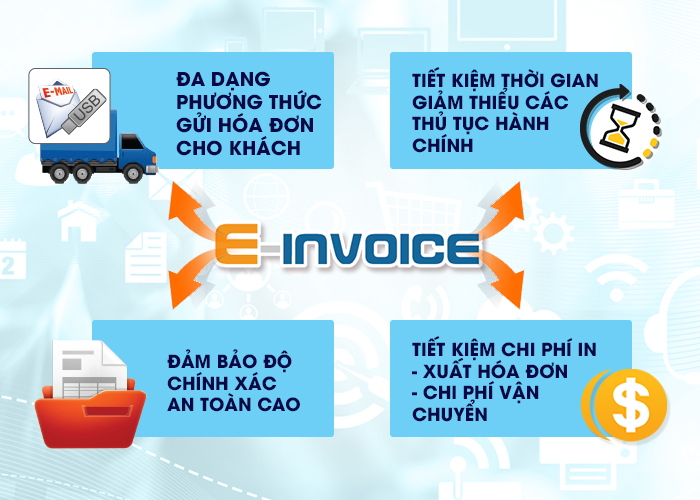 E-MAIL
USB
ĐA DẠNG
PHƯƠNG THỨC
GỬI HÓA ĐƠN
CHO KHÁCH
TIẾT KIỆM THỜI GIAN
GIẢM THIỂU CÁC
THỦ TỤC HÀNH
CHÍNH
E-INVOICE
ĐẢM BẢO ĐỘ
CHÍNH XÁC
AN TOÀN CAO
TIẾT KIỆM CHI PHÍ IN
- XUẤT HÓA ĐƠN
- CHI PHÍ VẬN
CHUYỂN
$
2